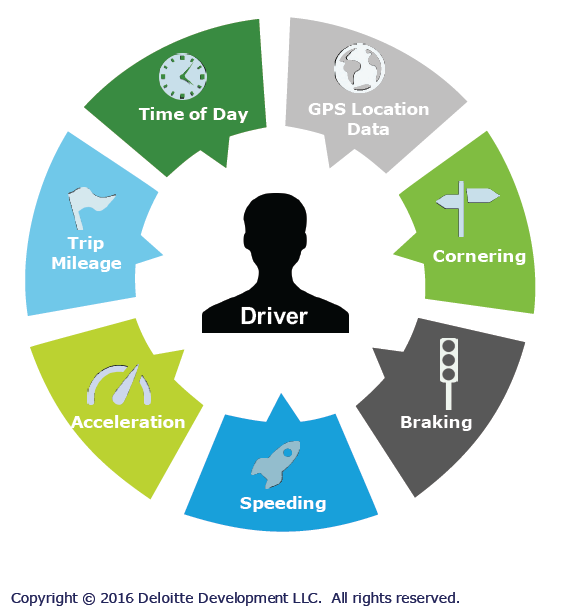 Time of Day
GPS Location
Data
Trip
Mileage
Cornering
Driver
Acceleration
Braking
Speeding
Copyright © 2016 Deloitte Development LLC.  All rights reserved.